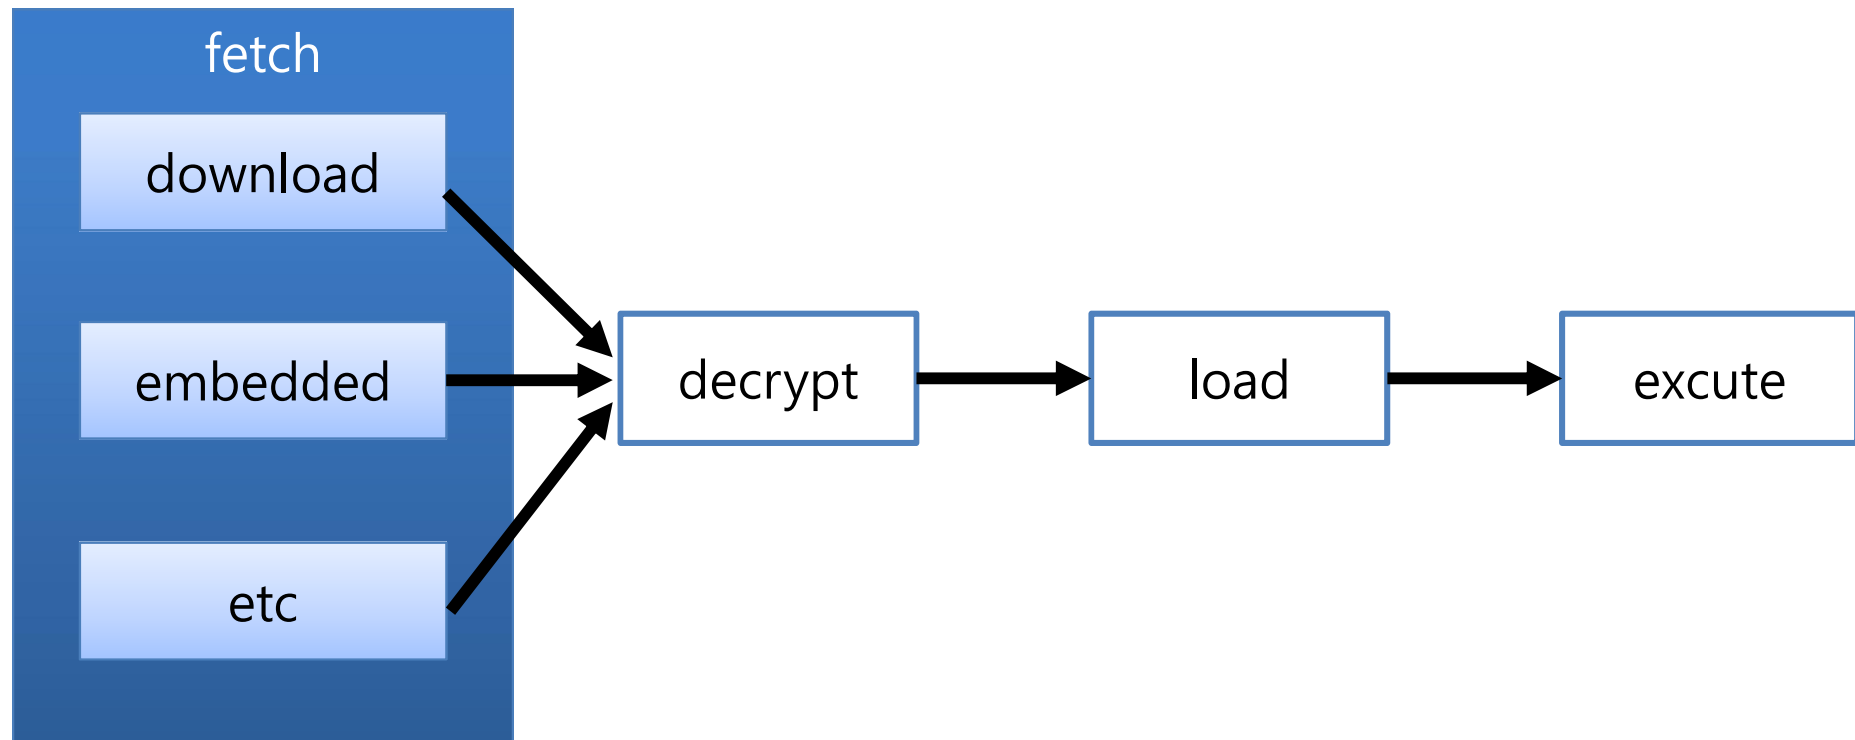 fetch
download
embedded
etc
decrypt
load
excute